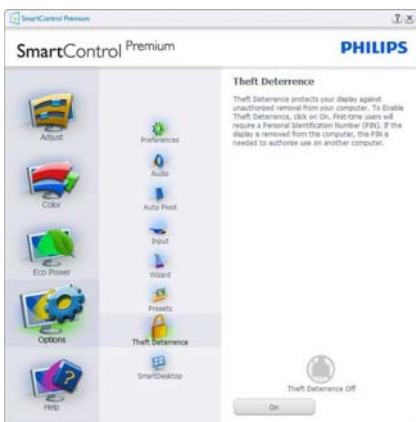 SmartControl Premium
SmartControl Premium
PHILIPS
Adjust
Color
Eco Power
Options
Help
Preferences
Audio
Auto Pivot
Input
Wizard
Presets
Theft Deterrence
SmartDesktop
Theft Deterrence
Theft Deterrence protects your display against
unauthorized removal from your computer. To Enable
Theft Deterrence, click on On. First-time users will
require a Personal Identification Number (PIN). If the
display is removed from this computer, this PIN is
needed to authorize use on another computer.
Theft Deterrence Off
On